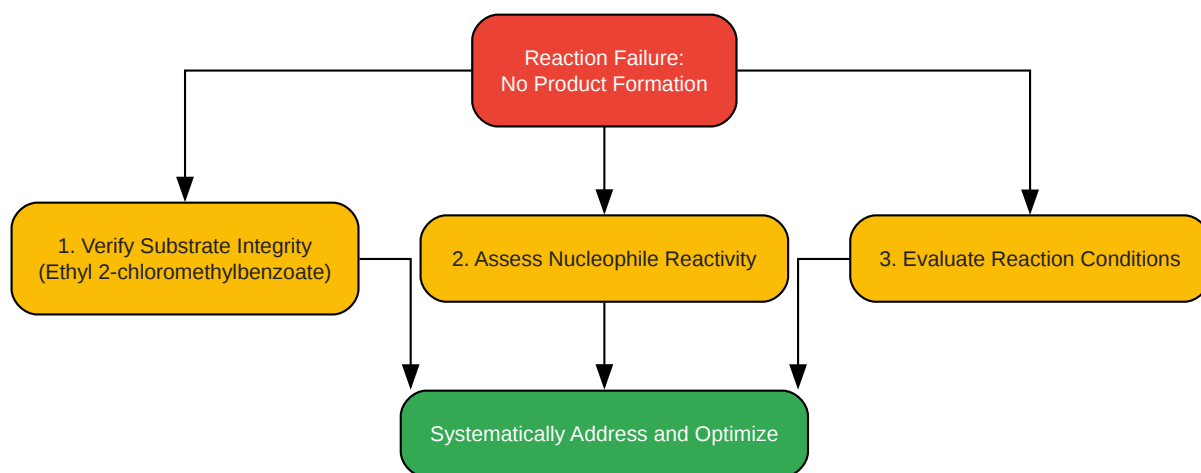 Reaction Failure:
No Product Formation
1. Verify Substrate Integrity
(Ethyl 2-chloromethylbenzoate)
2. Assess Nucleophile Reactivity
3. Evaluate Reaction Conditions
Systematically Address and Optimize